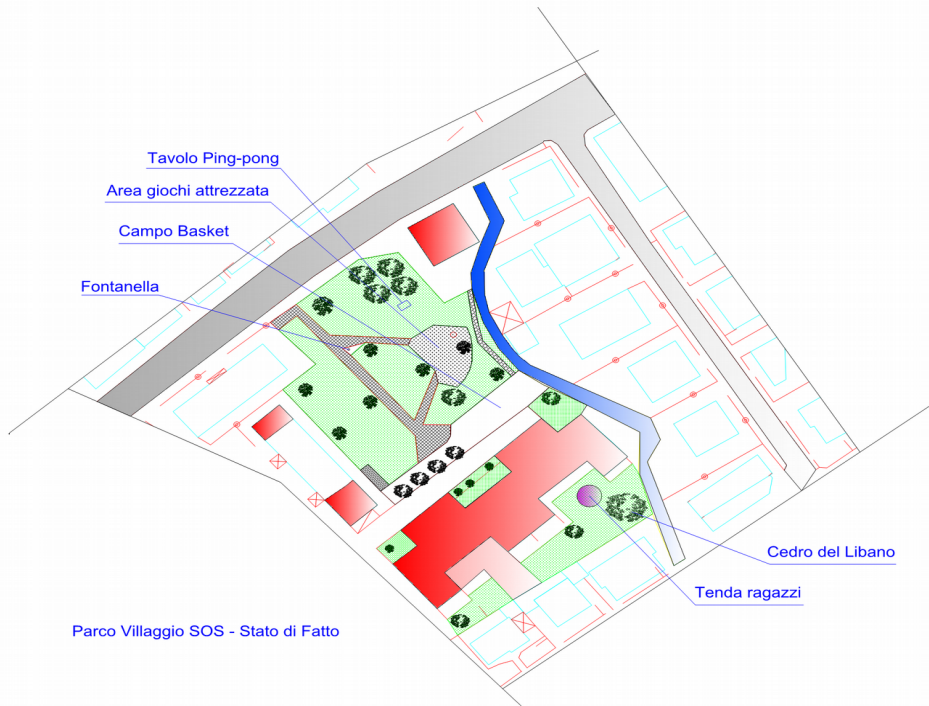 Tavolo Ping-pong
Area giochi attrezzata
Campo Basket
Fontanella
Cedro del Libano
Tenda ragazzi
Parco Villaggio SOS - Stato di Fatto